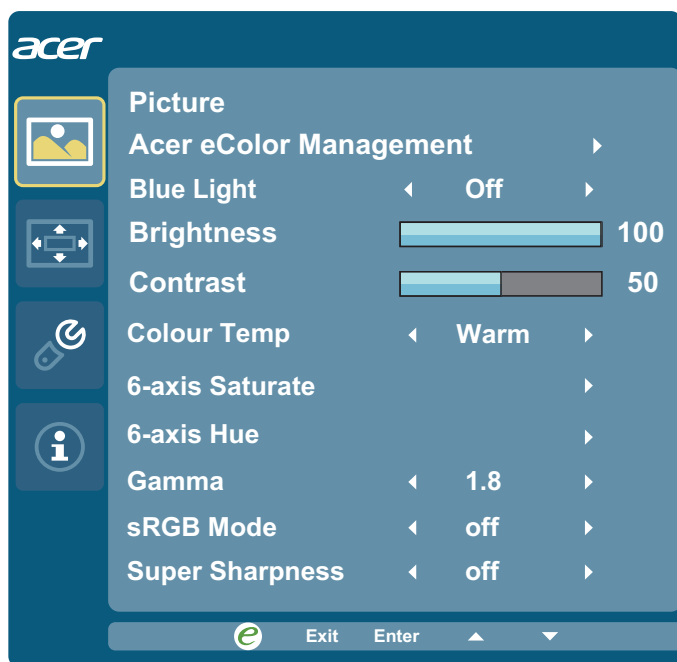 acer
Picture
Acer eColor Management
Blue Light Off
Brightness 100
Contrast 50
Colour Temp Warm
6-axis Saturate
6-axis Hue
Gamma 1.8
sRGB Mode off
Super Sharpness off
e Exit Enter